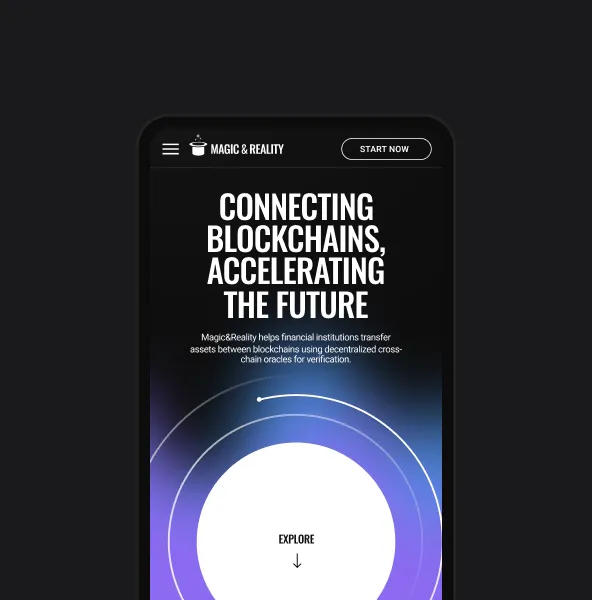 MAGIC & REALITY
START NOW
CONNECTING
BLOCKCHAINS,
ACCELERATING
THE FUTURE
Magic&Reality helps financial institutions transfer
assets between blockchains using decentralized cross-
chain oracles for verification.
EXPLORE